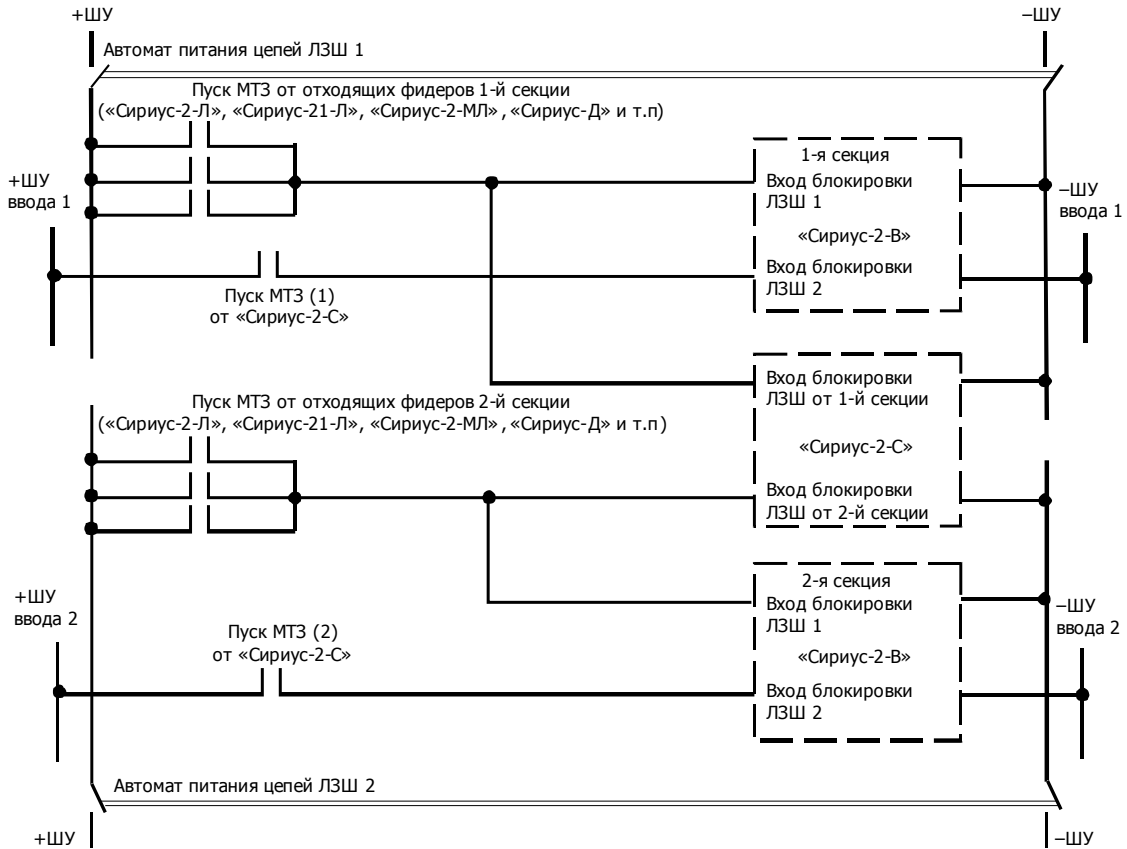 +ШУ
–ШУ
Автомат питания цепей ЛЗШ 1
Пуск МТЗ от отходящих фидеров 1-й секции
(«Сириус-2-Л», «Сириус-21-Л», «Сириус-2-МЛ», «Сириус-Д» и т.п)
+ШУ
ввода 1
1-я секция
Вход блокировки
ЛЗШ 1
«Сириус-2-В»
Вход блокировки
ЛЗШ 2
–ШУ
ввода 1
Пуск МТЗ (1)
от «Сириус-2-С»
Вход блокировки
ЛЗШ от 1-й секции
«Сириус-2-С»
Вход блокировки
ЛЗШ от 2-й секции
Пуск МТЗ от отходящих фидеров 2-й секции
(«Сириус-2-Л», «Сириус-21-Л», «Сириус-2-МЛ», «Сириус-Д» и т.п)
+ШУ
ввода 2
Пуск МТЗ (2)
от «Сириус-2-С»
2-я секция
Вход блокировки
ЛЗШ 1
«Сириус-2-В»
Вход блокировки
ЛЗШ 2
–ШУ
ввода 2
Автомат питания цепей ЛЗШ 2
+ШУ
–ШУ